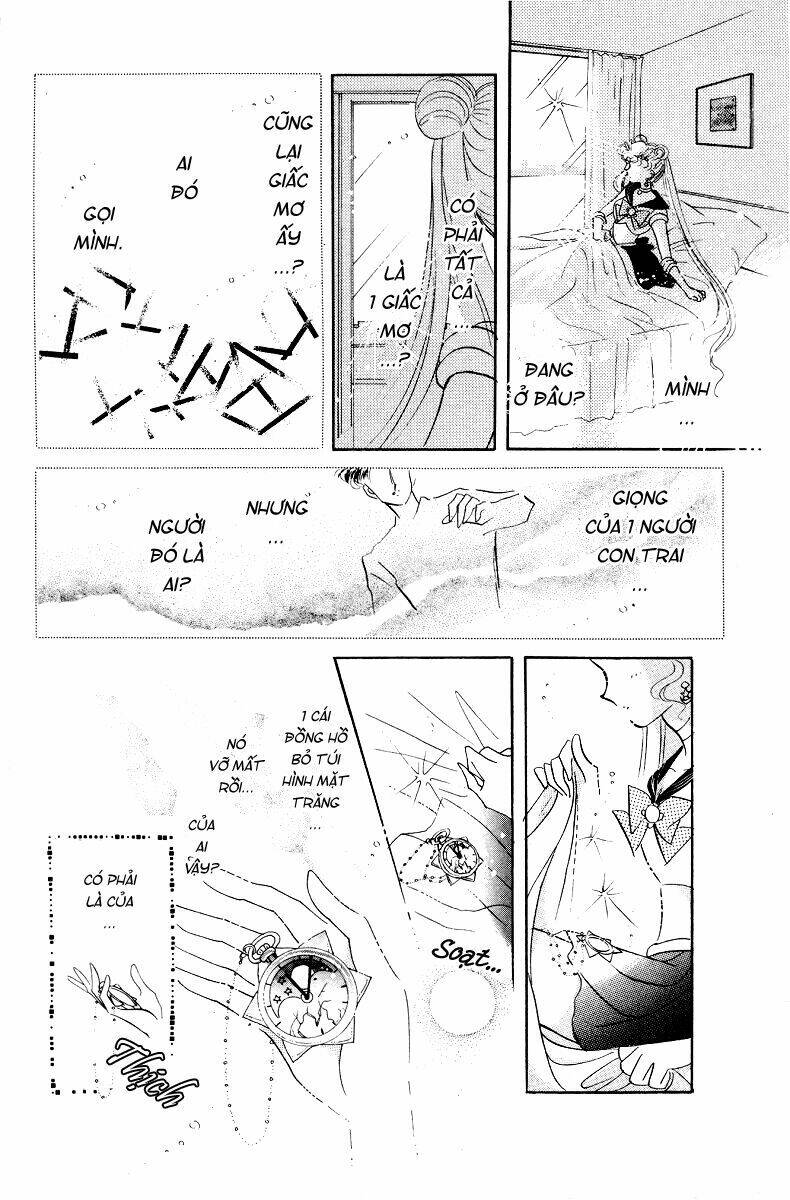 MÌNH
...
ĐANG
Ở ĐÂU?
CÓ
PHẢI
TẤT
CẢ
....
LÀ
1 GIẤC
MƠ
...?
CŨNG
LẠI
GIẤC
MƠ
ẤY
...?
AI
ĐÓ
GỌI
MÌNH.
GIỌNG
CỦA 1 NGƯỜI
CON TRAI
...
NHƯNG
...
NGƯỜI
ĐÓ LÀ
AI?
Soạt...
1 CÁI
ĐỒNG HỒ
BỎ TÚI
HÌNH MẶT
TRĂNG
...
NÓ
VỠ MẤT
RỒI...
CỦA
AI
VẬY?
CÓ PHẢI
LÀ CỦA
...
Thịch